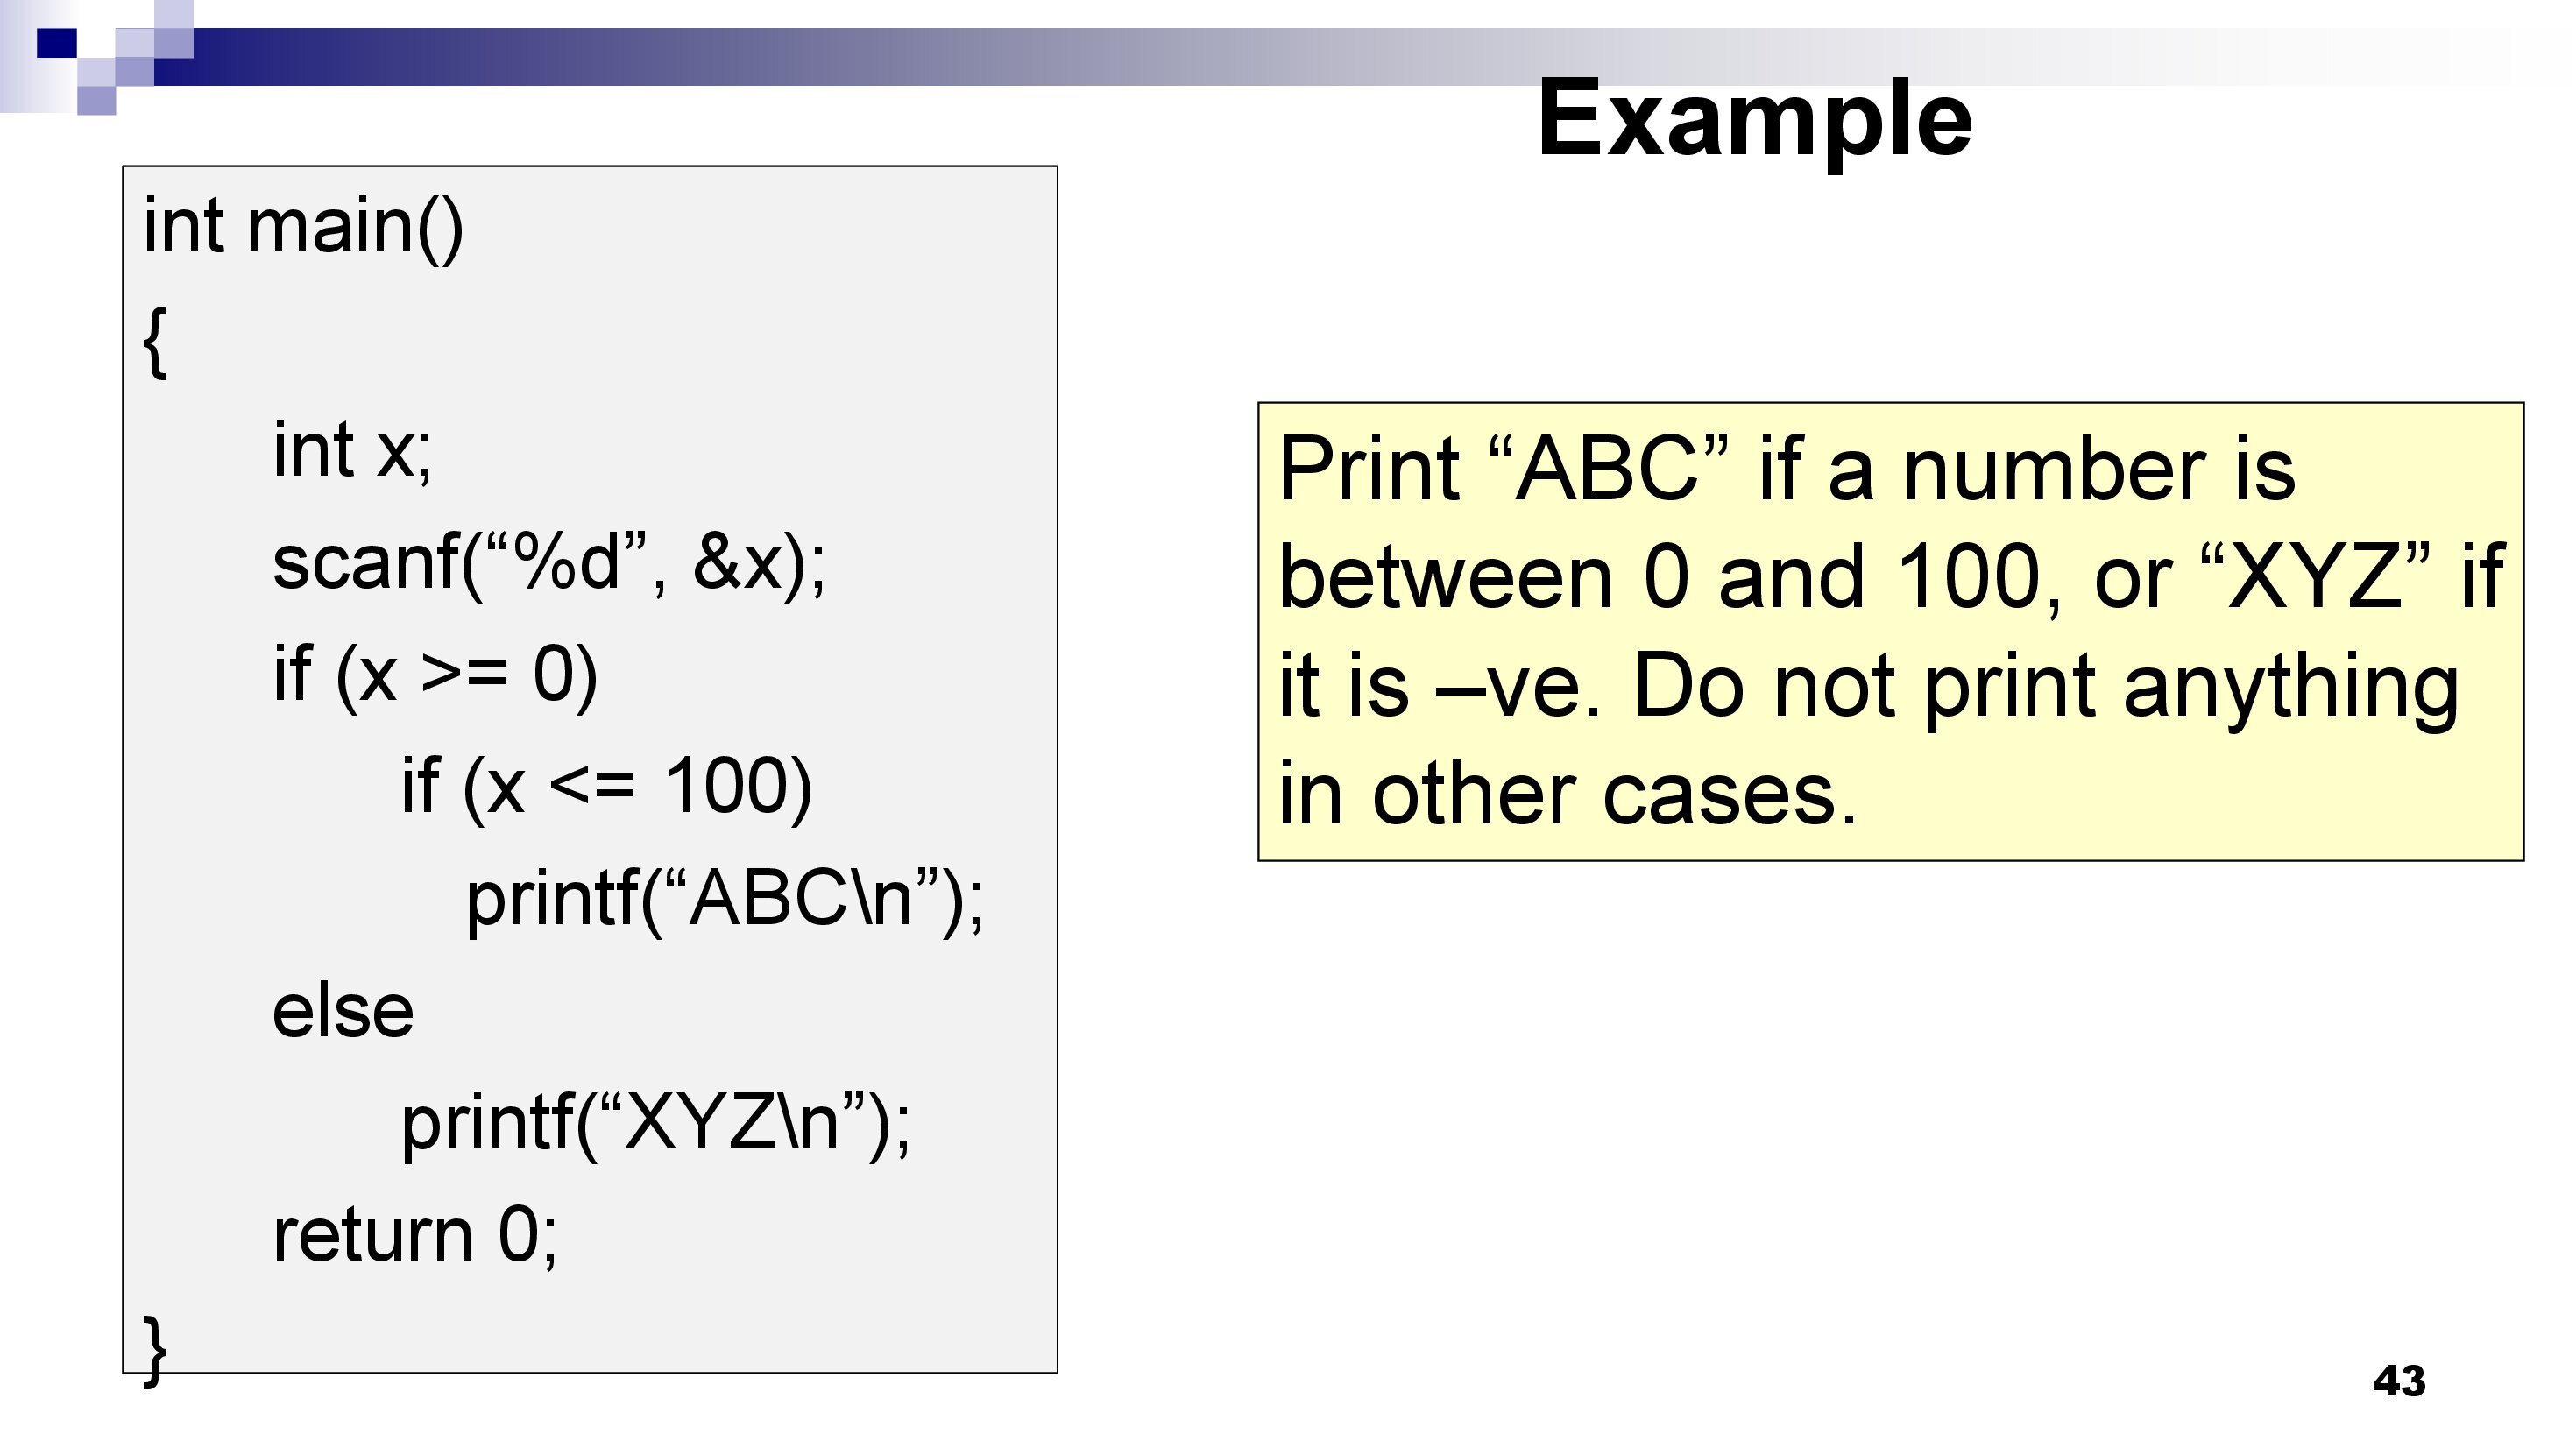 Example
int main()
{
int x;
scanf(“%d”, &x);
if (x >= 0)
if (x <= 100)
printf(“ABC\n”);
else
printf(“XYZ\n”);
return 0;
}
Print “ABC” if a number is
between 0 and 100, or “XYZ” if
it is –ve. Do not print anything
in other cases.
43